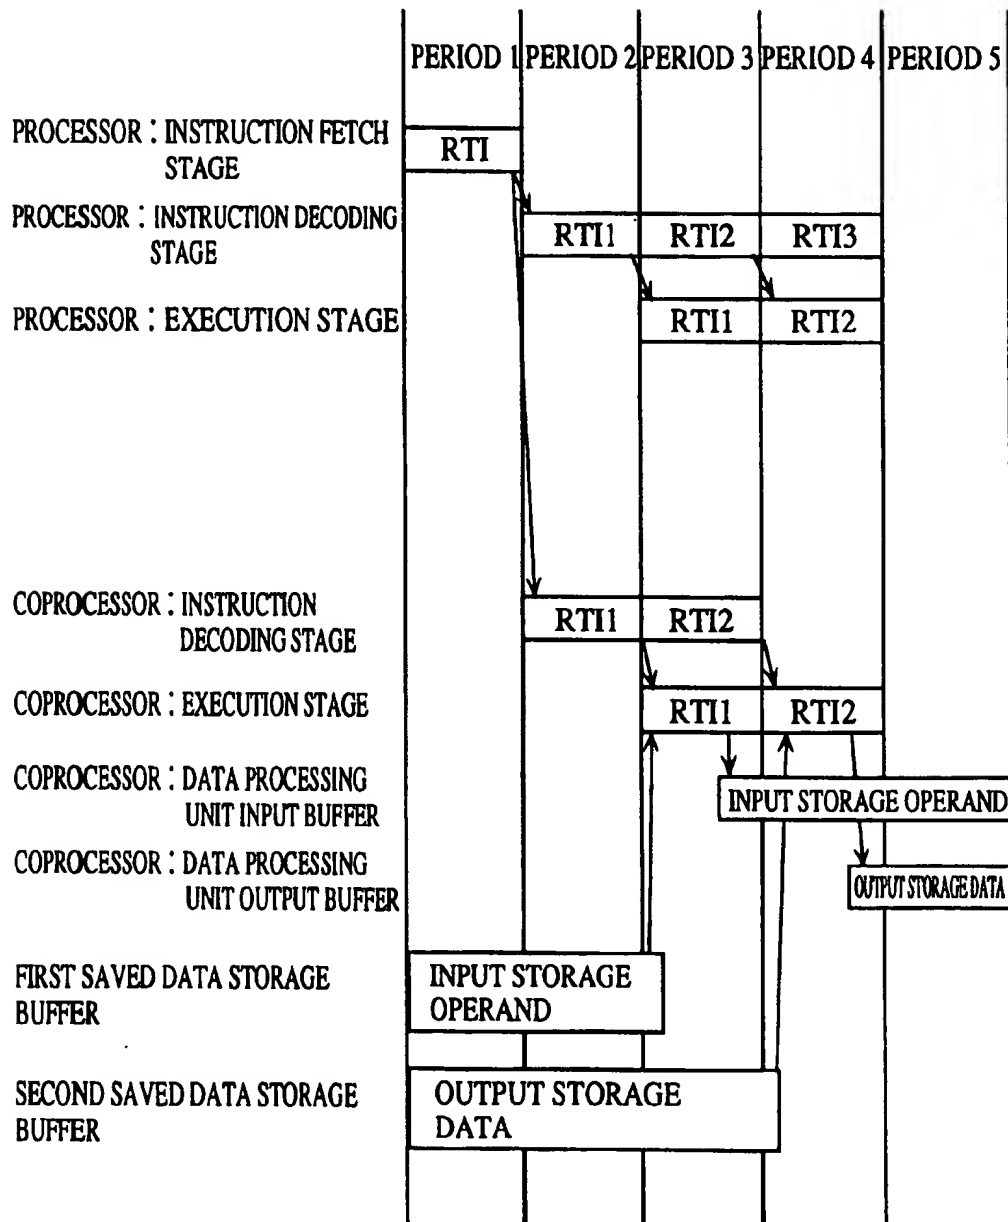 PERIOD 1 PERIOD 2 PERIOD 3 PERIOD 4 PERIOD 5
PROCESSOR : INSTRUCTION FETCH
STAGE
RTI
PROCESSOR : INSTRUCTION DECODING
STAGE
RTI1 RTI2 RTI3
PROCESSOR : EXECUTION STAGE
RTI1 RTI2
COPROCESSOR : INSTRUCTION
DECODING STAGE
RTI1 RTI2
COPROCESSOR : EXECUTION STAGE
RTI1 RTI2
COPROCESSOR : DATA PROCESSING
UNIT INPUT BUFFER
INPUT STORAGE OPERAND
COPROCESSOR : DATA PROCESSING
UNIT OUTPUT BUFFER
OUTPUT STORAGE DATA
FIRST SAVED DATA STORAGE
BUFFER
INPUT STORAGE
OPERAND
SECOND SAVED DATA STORAGE
BUFFER
OUTPUT STORAGE
DATA